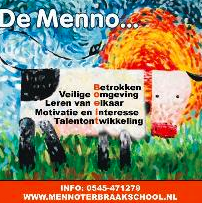 De Menno...
Betrokken
Veilige omgeving
Leren van elkaar
Motivatie en Interesse
Talentontwikkeling
INFO: 0545-471279
WWW.MENNOTERBRAAKSCHOOL.NL